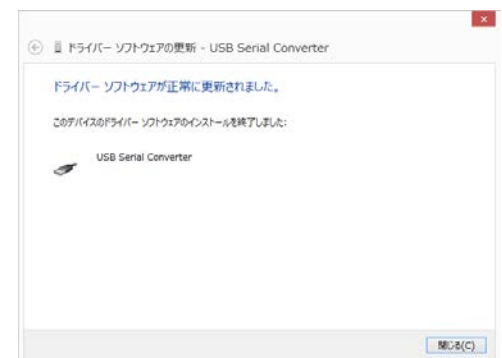 ドライバー ソフトウェアの更新 - USB Serial Converter
ドライバー ソフトウェアが正常に更新されました。
このデバイスのドライバー ソフトウェアのインストールを終了しました:
USB Serial Converter
閉じる(C)